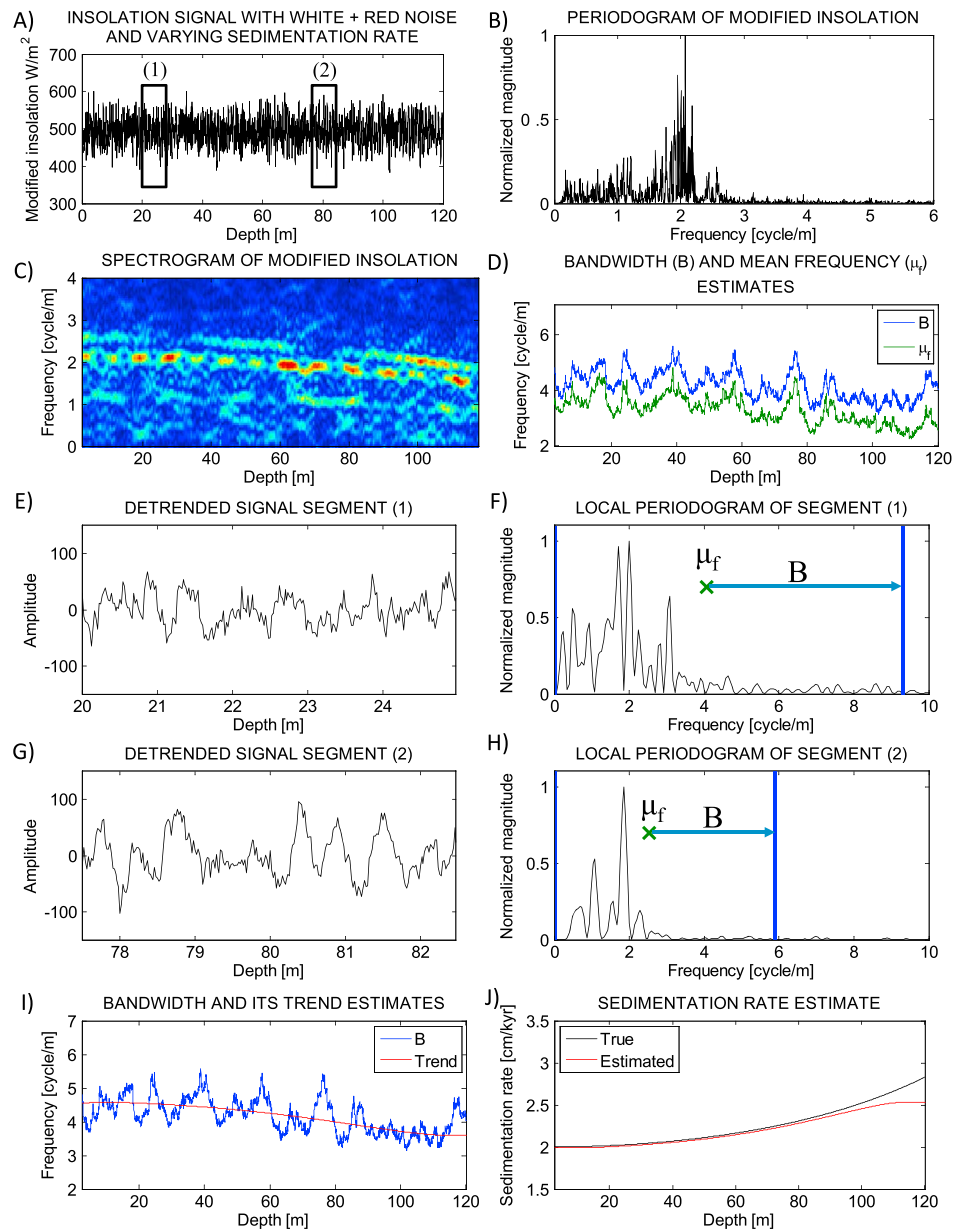 A)
INSOLATION SIGNAL WITH WHITE + RED NOISE
AND VARYING SEDIMENTATION RATE
Modified insolation W/m²
700
600
500
400
300
(1)
(2)
0 20 40 60 80 100 120
Depth [m]
B)
PERIODOGRAM OF MODIFIED INSOLATION
Normalized magnitude
1
0 5
0
0 1 2 3 4 5 6
Frequency [cycle/m]
C)
SPECTROGRAM OF MODIFIED INSOLATION
Frequency [cycle/m]
4
3
2
1
0
20 40 60 80 100
Depth [m]
D)
BANDWIDTH (B) AND MEAN FREQUENCY (μf)
ESTIMATES
Frequency [cycle/m]
6
4
2
B
μf
20 40 60 80 100 120
Depth [m]
E)
DETRENDED SIGNAL SEGMENT (1)
Amplitude
100
0
-100
20 21 22 23 24
Depth [m]
F)
LOCAL PERIODOGRAM OF SEGMENT (1)
Normalized magnitude
1
0.5
0
μf
B
0 2 4 6 8 10
Frequency [cycle/m]
G)
DETRENDED SIGNAL SEGMENT (2)
Amplitude
100
0
-100
78 79 80 81 82
Depth [m]
H)
LOCAL PERIODOGRAM OF SEGMENT (2)
Normalized magnitude
1
0.5
0
μf
B
0 2 4 6 8 10
Frequency [cycle/m]
I)
BANDWIDTH AND ITS TREND ESTIMATES
Frequency [cycle/m]
7
6
5
4
3
2
B
Trend
20 40 60 80 100 120
Depth [m]
J)
SEDIMENTATION RATE ESTIMATE
Sedimentation rate [cm/kyr]
3.5
3
2.5
2
1.5
True
Estimated
20 40 60 80 100 120
Depth [m]